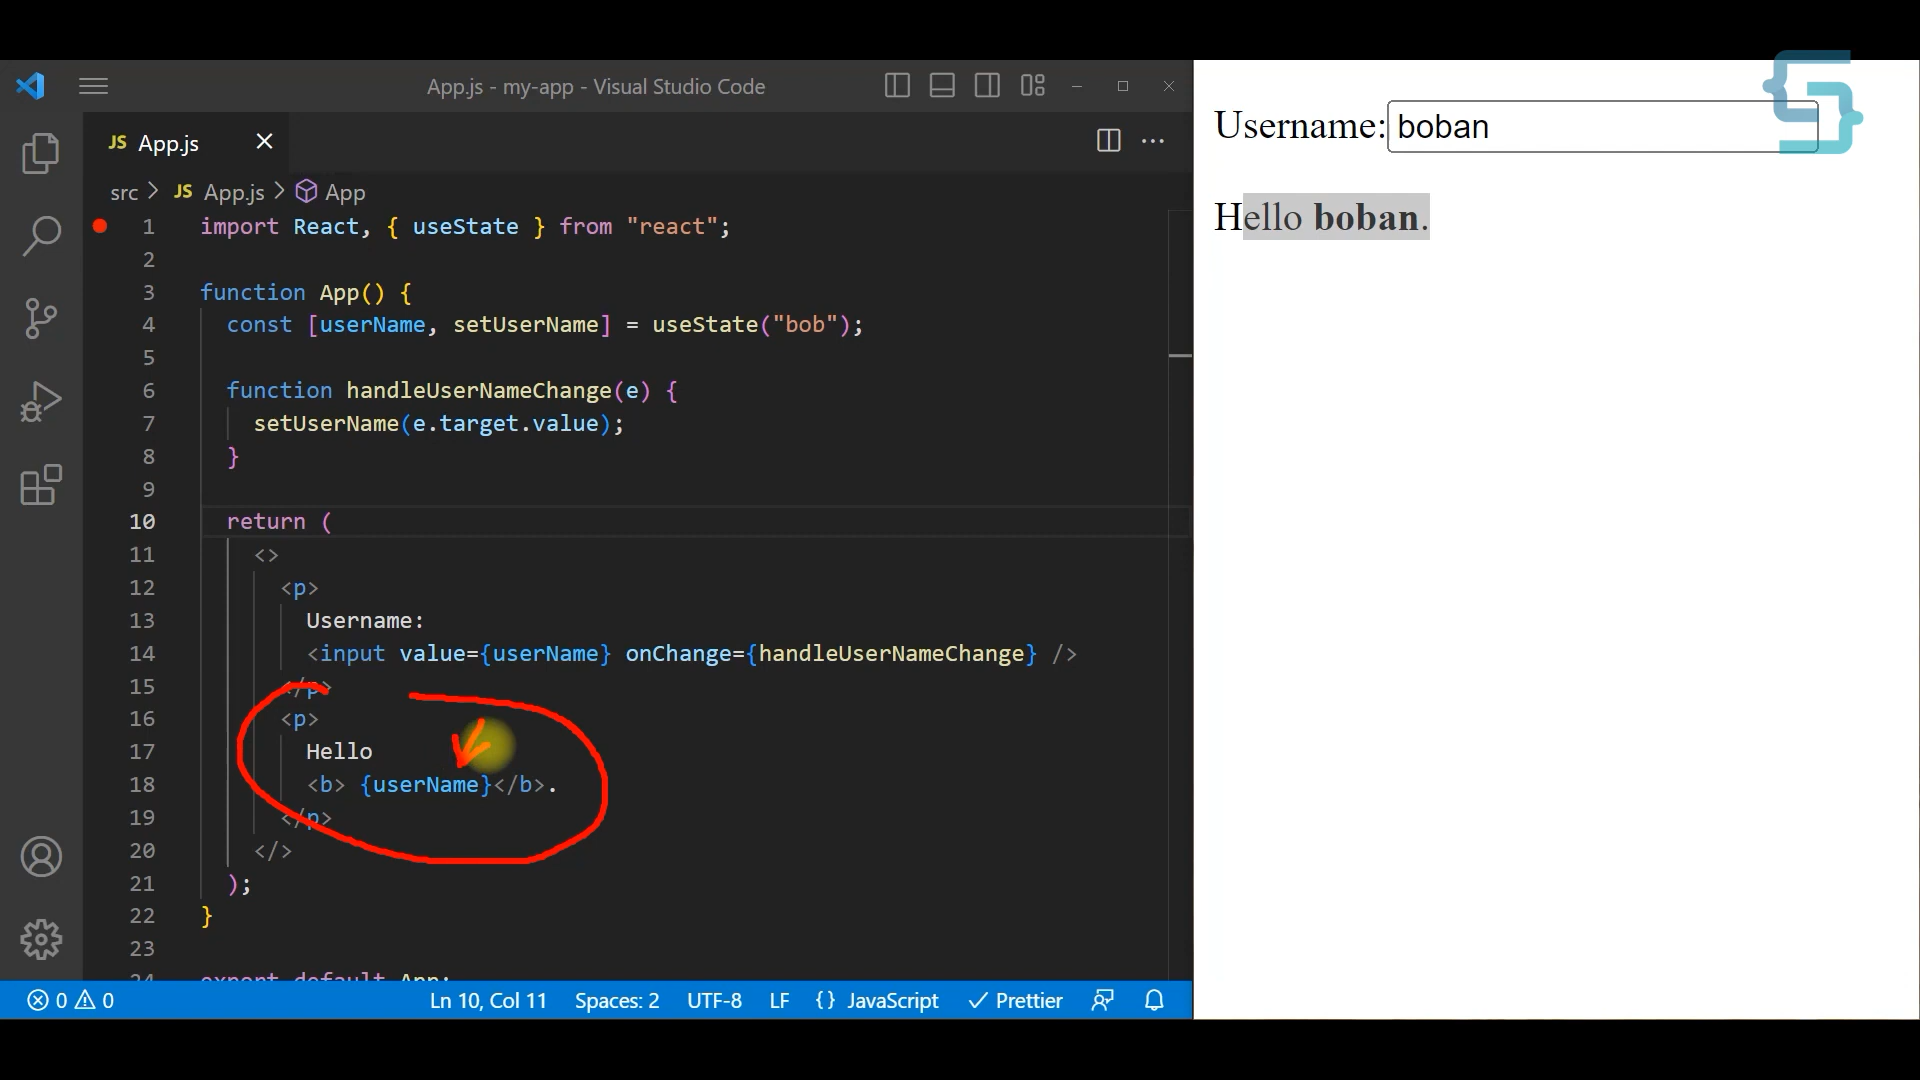 App.js - my-app - Visual Studio Code
JS App.js
src > JS App.js > App
1 import React, { useState } from "react";
2
3 function App() {
4 const [userName, setUserName] = useState("bob");
5
6 function handleUserNameChange(e) {
7 setUserName(e.target.value);
8 }
9
10 return (
11 <>
12 <p>
13 Username:
14 <input value={userName} onChange={handleUserNameChange} />
15 </p>
16 <p>
17 Hello
18 <b> {userName}</b>.
19 </p>
20 </>
21 );
22 }
23
24 export default App;
0 0 Ln 10, Col 11 Spaces: 2 UTF-8 LF {} JavaScript Prettier
Username: boban
Hello boban.